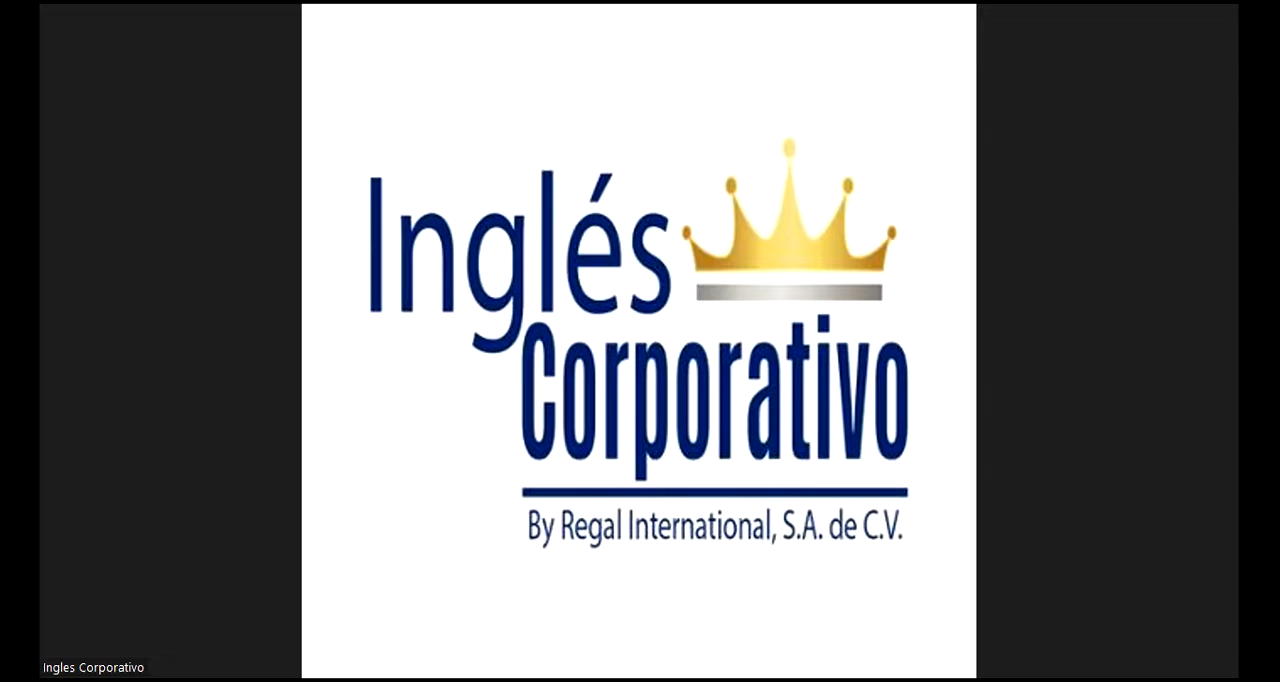 Inglés
Corporativo
By Regal International, S.A. de C.V.
Ingles Corporativo